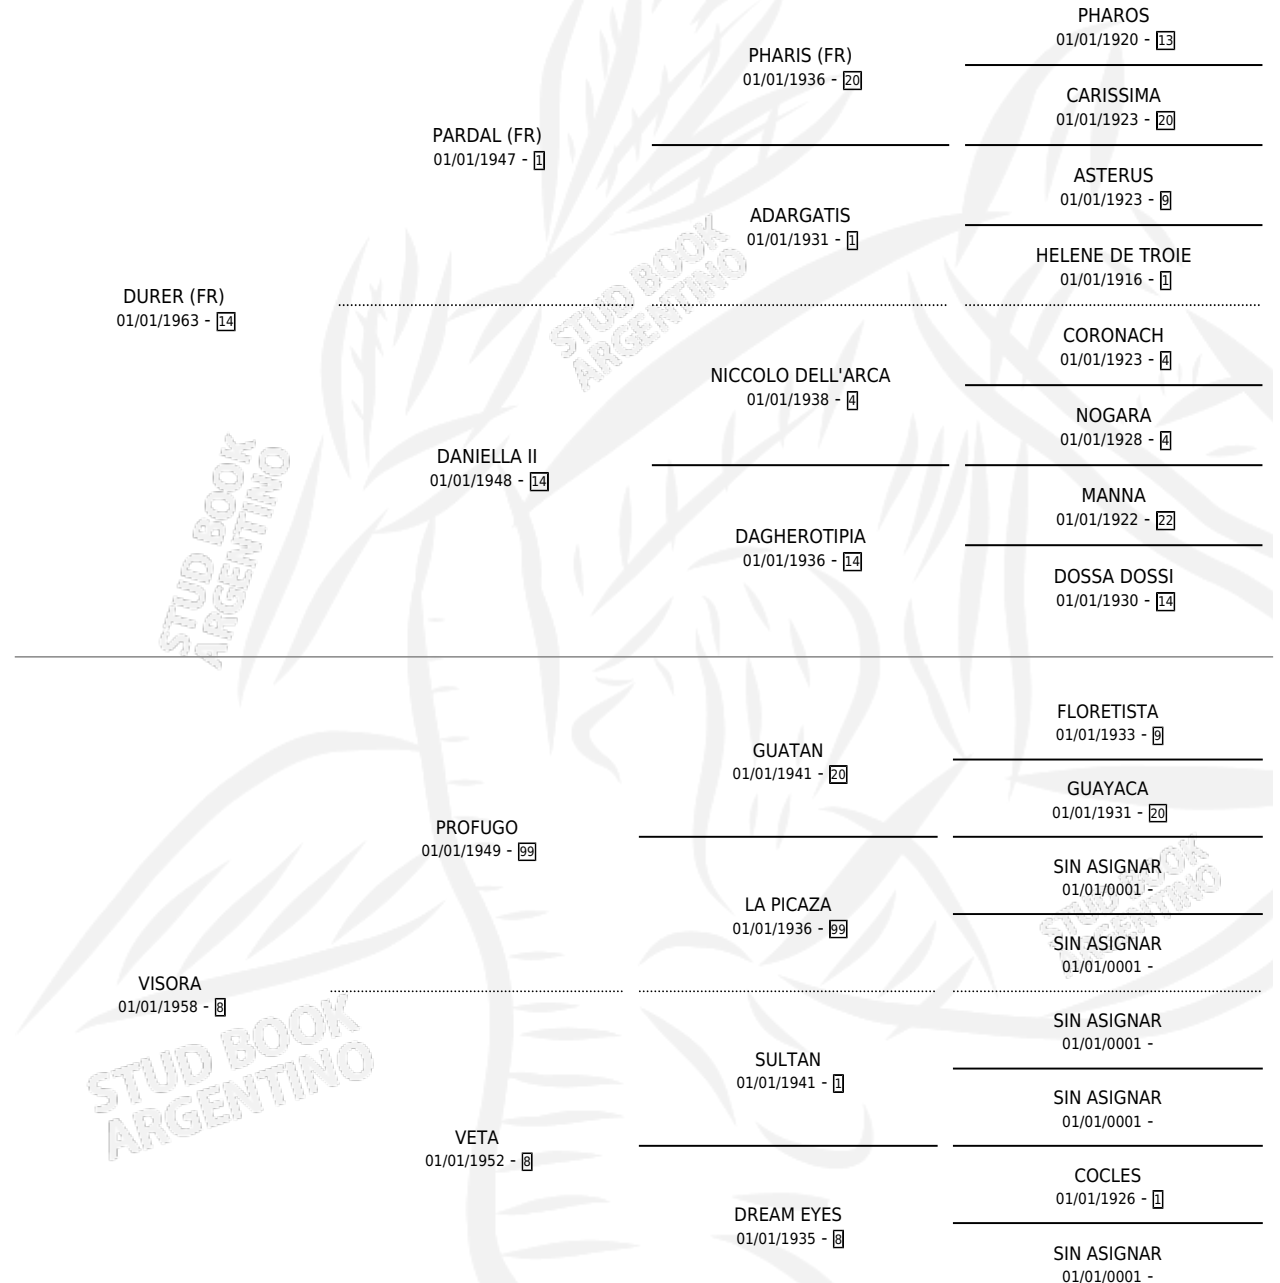 PHAROS
01/01/1920 - 13
PHARIS (FR)
01/01/1936 - 20
CARISSIMA
01/01/1923 - 20
PARDAL (FR)
01/01/1947 - 1
ASTERUS
01/01/1923 - 9
ADARGATIS
01/01/1931 - 1
HELENE DE TROIE
01/01/1916 - 1
DURER (FR)
01/01/1963 - 14
STUD BOOK
ARGENTINO
CORONACH
01/01/1923 - 4
NICCOLO DELL'ARCA
01/01/1938 - 4
NOGARA
01/01/1928 - 4
DANIELLA II
01/01/1948 - 14
MANNA
01/01/1922 - 22
DAGHEROTIPIA
01/01/1936 - 14
DOSSA DOSSI
01/01/1930 - 14
STUD BOOK
ARGENTINO
FLORETISTA
01/01/1933 - 9
GUATAN
01/01/1941 - 20
GUAYACA
01/01/1931 - 20
PROFUGO
01/01/1949 - 99
SIN ASIGNAR
01/01/0001 -
LA PICAZA
01/01/1936 - 99
SIN ASIGNAR
01/01/0001 -
STUD BOOK
ARGENTINO
VISORA
01/01/1958 - 8
SIN ASIGNAR
01/01/0001 -
SULTAN
01/01/1941 - 1
SIN ASIGNAR
01/01/0001 -
STUD BOOK
ARGENTINO
VETA
01/01/1952 - 8
COCLES
01/01/1926 - 1
DREAM EYES
01/01/1935 - 8
SIN ASIGNAR
01/01/0001 -